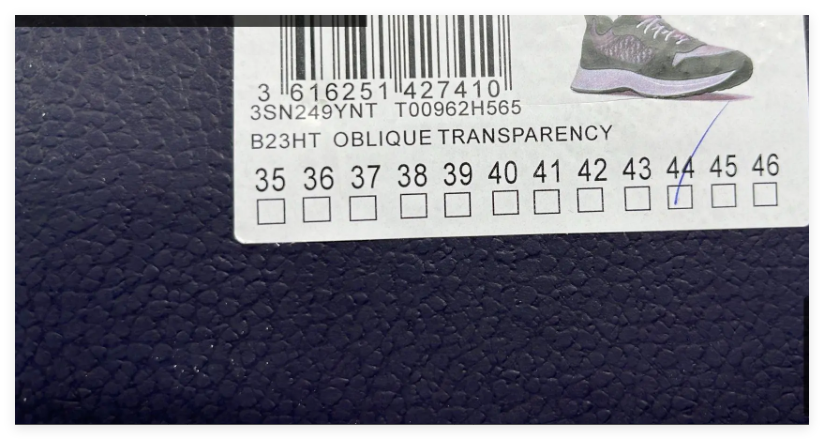 3 616251 427410
3SN249YNT T00962H565
B23HT OBLIQUE TRANSPARENCY
35 36 37 38 39 40 41 42 43 44 45 46